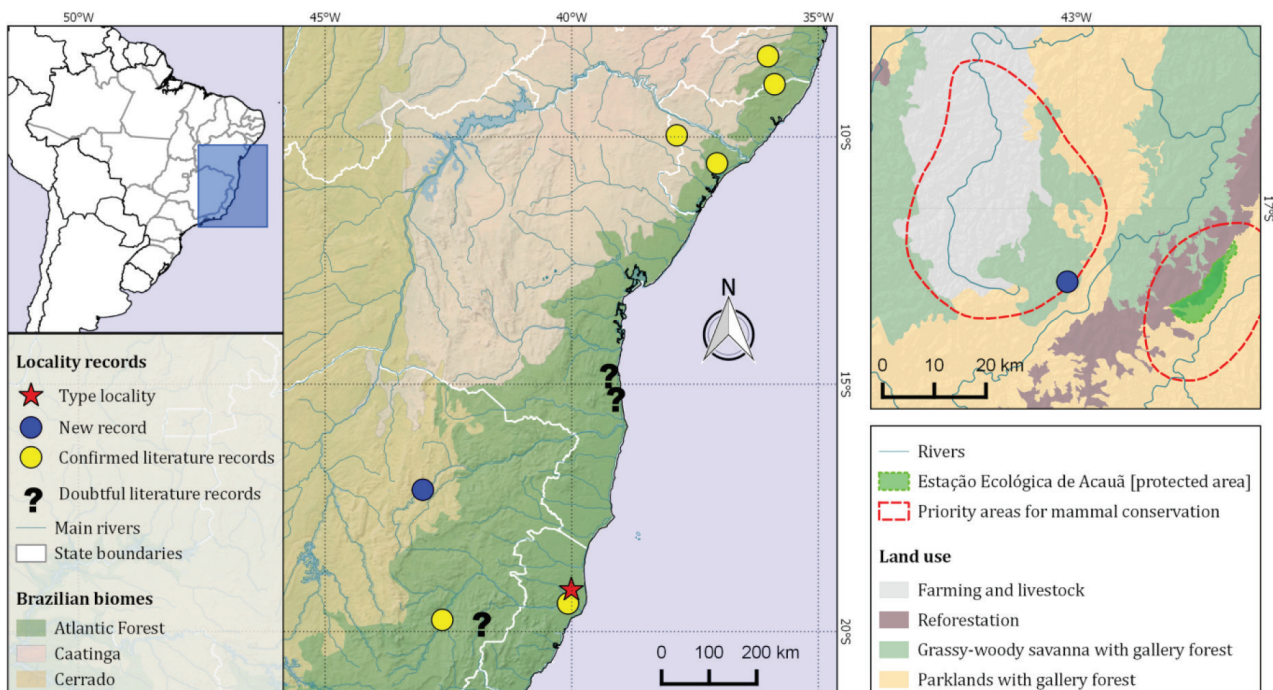 50°W
45°W
40°W
35°W
43°W
10°S
15°S
20°S
17°S
N
?
?
?
0 100 200 km
0 10 20 km
Locality records
Type locality
New record
Confirmed literature records
? Doubtful literature records
Main rivers
State boundaries
Brazilian biomes
Atlantic Forest
Caatinga
Cerrado
Rivers
Estação Ecológica de Acauã [protected area]
Priority areas for mammal conservation
Land use
Farming and livestock
Reforestation
Grassy-woody savanna with gallery forest
Parklands with gallery forest